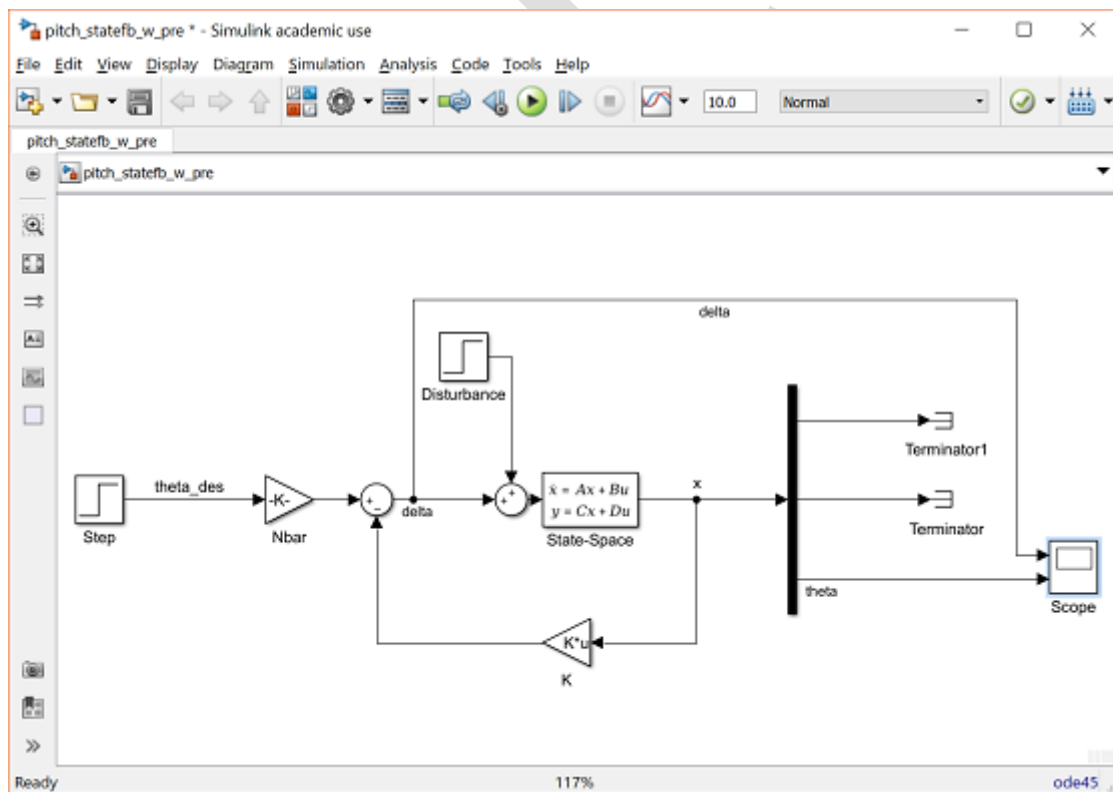 pitch_statefb_w_pre * - Simulink academic use
File Edit View Display Diagram Simulation Analysis Code Tools Help
10.0 Normal
pitch_statefb_w_pre
pitch_statefb_w_pre
delta
Disturbance
Terminator1
theta_des
-K-
+
_
delta
+
+
ẋ = Ax + Bu
y = Cx + Du
x
Step
Nbar
State-Space
Terminator
theta
Scope
K*u
K
Ready 117% ode45